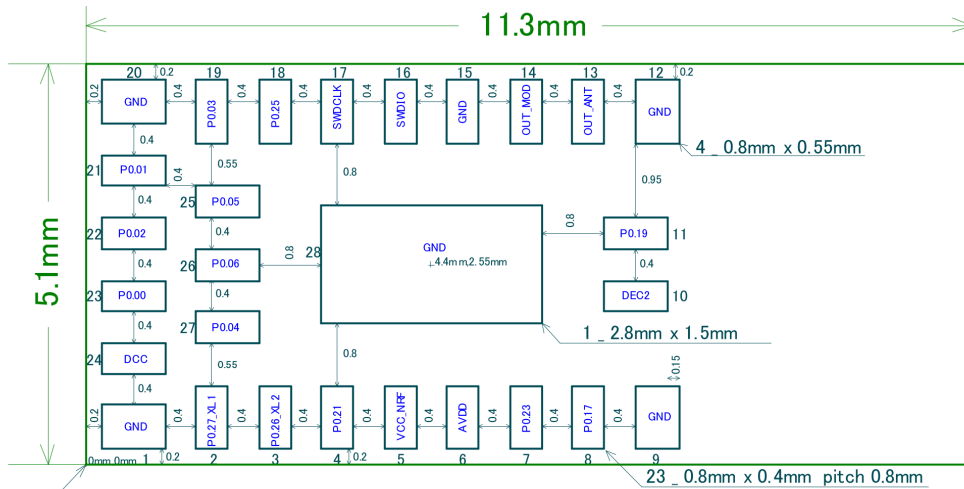 11.3mm
20 0.2 19 18 17 16 15 14 13 12 0.2
0.2 GND 0.4 P0.03 0.4 P0.25 0.4 SWDCLK 0.4 SWDIO 0.4 GND 0.4 OUT_MOD 0.4 OUT_ANT 0.4 GND
0.4 0.55 0.8 4 _ 0.8mm x 0.55mm
21 P0.01 0.4 0.95
0.4 25 P0.05
22 P0.02 0.4 GND 0.8 P0.19 11
5.1mm
0.4 26 P0.06 0.8 28 4.4mm,2.55mm 0.4
23 P0.00 0.4 DEC2 10
0.4 27 P0.04 1 _ 2.8mm x 1.5mm
24 DCC 0.55 0.8 0.15
0.4
0.2 GND 0.4 P0.27_XL1 0.4 P0.26_XL2 0.4 P0.21 0.4 VCC_NRF 0.4 AVDD 0.4 P0.23 0.4 P0.17 0.4 GND
0mm,0mm 1 0.2 2 3 4 0.2 5 6 7 8 9
23 _ 0.8mm x 0.4mm pitch 0.8mm